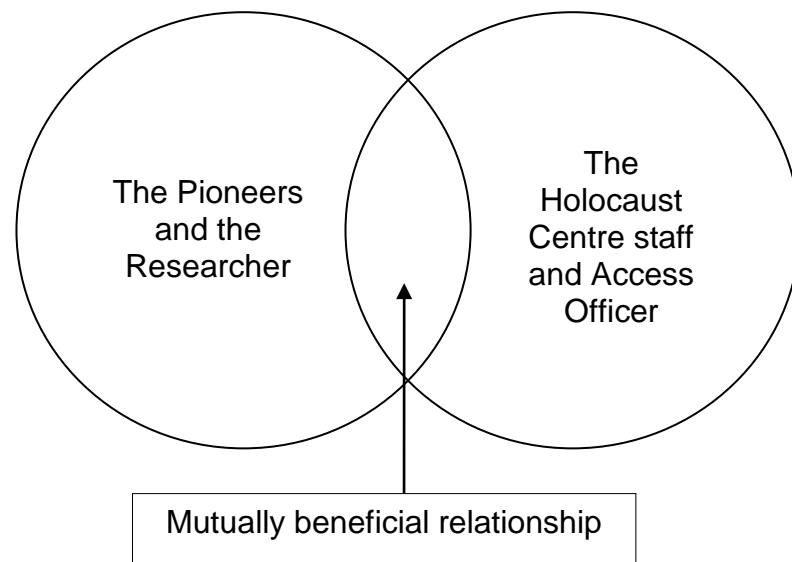 The Pioneers
and the
Researcher
The
Holocaust
Centre staff
and Access
Officer
Mutually beneficial relationship